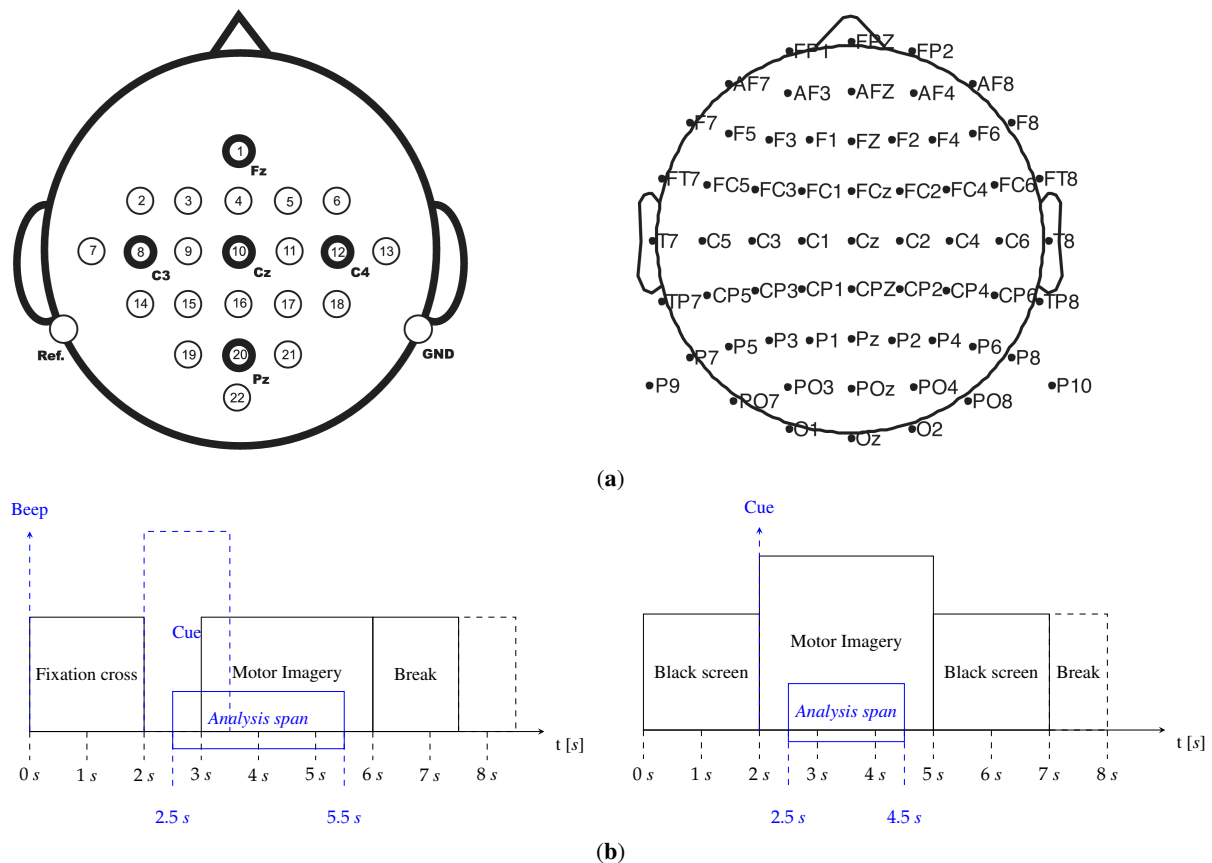 1
Fz
2 3 4 5 6
7 8 9 10 11 12 13
C3 Cz C4
14 15 16 17 18
Ref. GND
19 20 21
Pz
22
FP1 FPZ FP2
AF7 AF3 AFZ AF4 AF8
F7 F5 F3 F1 FZ F2 F4 F6 F8
FT7 FC5 FC3 FC1 FCz FC2 FC4 FC6 FT8
T7 C5 C3 C1 Cz C2 C4 C6 T8
TP7 CP5 CP3 CP1 CPZ CP2 CP4 CP6 TP8
P7 P5 P3 P1 Pz P2 P4 P6 P8
P9 PO7 PO3 POz PO4 PO8 P10
O1 Oz O2
(a)
Beep
Cue
Fixation cross Motor Imagery Break
Analysis span
t [s]
0 s 1 s 2 s 3 s 4 s 5 s 6 s 7 s 8 s
2.5 s 5.5 s
Cue
Motor Imagery
Black screen Black screen Break
Analysis span
t [s]
0 s 1 s 2 s 3 s 4 s 5 s 6 s 7 s 8 s
2.5 s 4.5 s
(b)